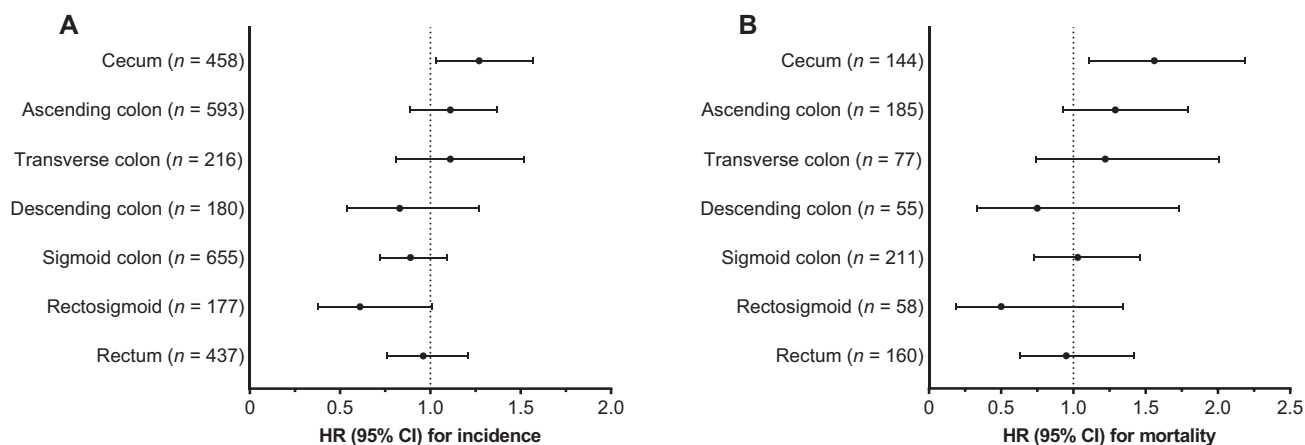 A
Cecum (n = 458)
Ascending colon (n = 593)
Transverse colon (n = 216)
Descending colon (n = 180)
Sigmoid colon (n = 655)
Rectosigmoid (n = 177)
Rectum (n = 437)
0 0.5 1.0 1.5 2.0
HR (95% CI) for incidence
B
Cecum (n = 144)
Ascending colon (n = 185)
Transverse colon (n = 77)
Descending colon (n = 55)
Sigmoid colon (n = 211)
Rectosigmoid (n = 58)
Rectum (n = 160)
0 0.5 1.0 1.5 2.0 2.5
HR (95% CI) for mortality